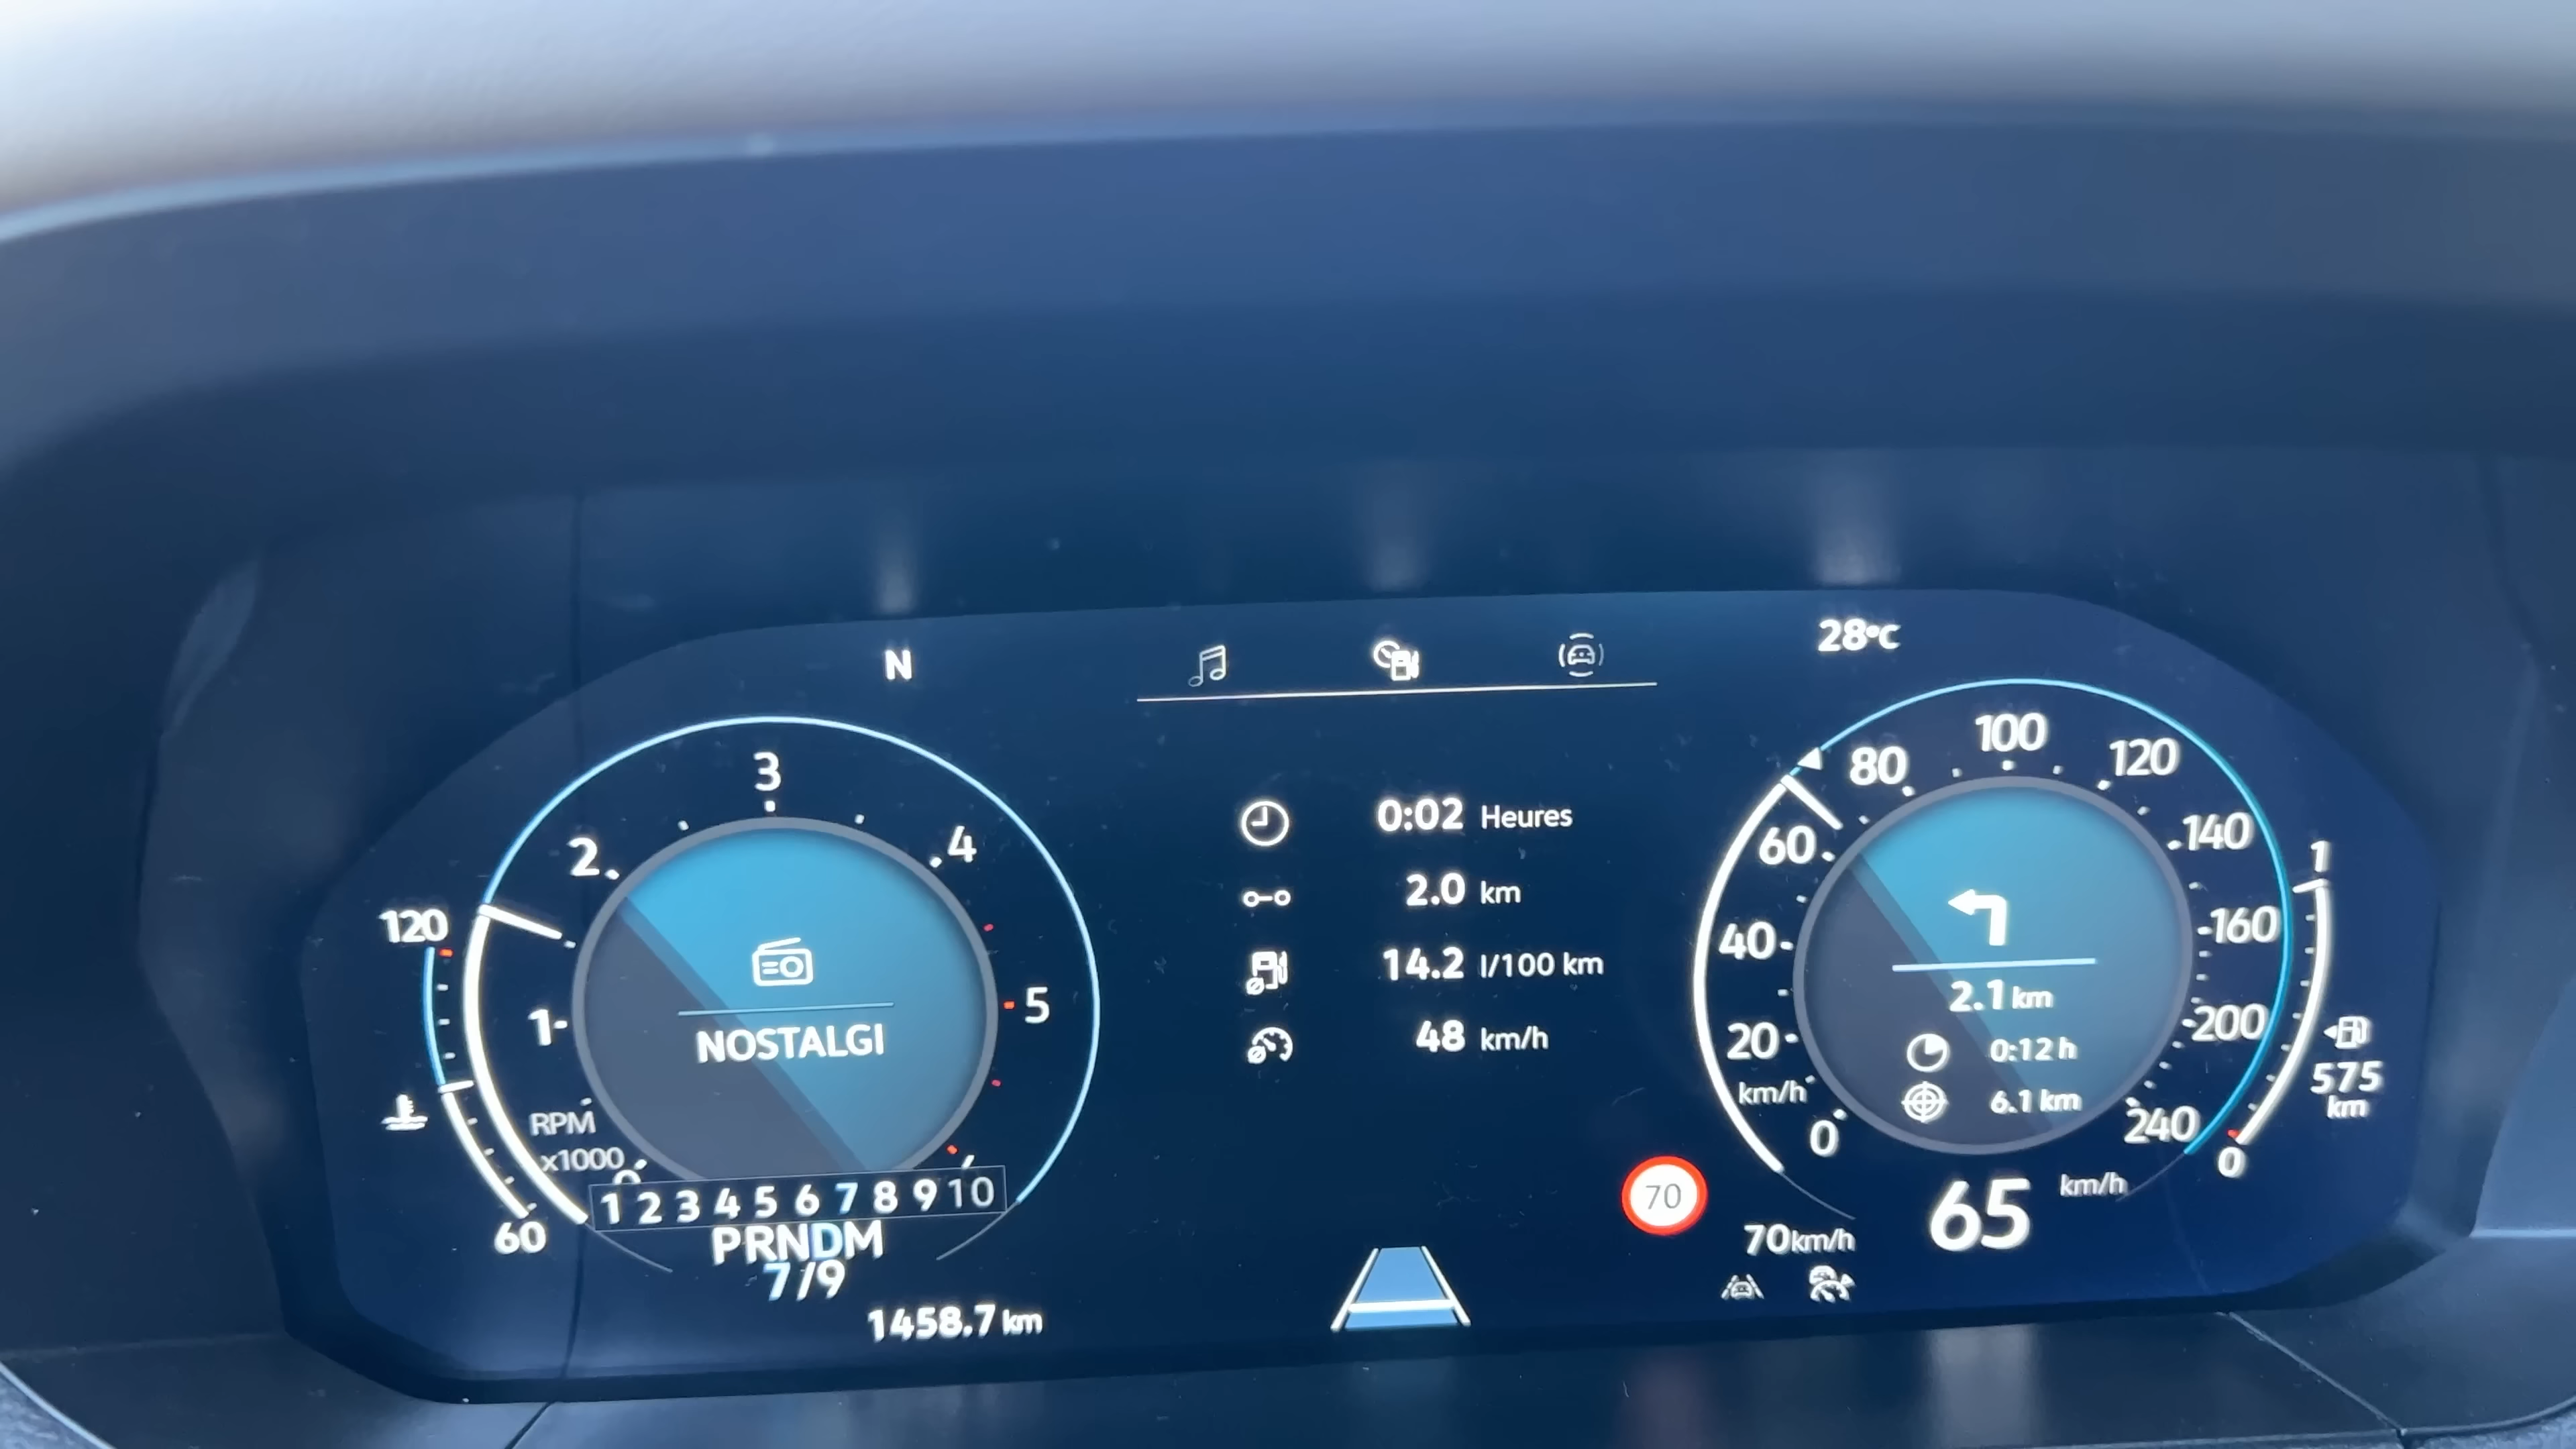 N
28°C
3
2
4
120
1
5
RPM
x1000
0
60
NOSTALGI
1 2 3 4 5 6 7 8 9 10
PRNDM
7/9
1458.7 km
0:02 Heures
2.0 km
14.2 l/100 km
48 km/h
70
70km/h
100
80
120
60
140
40
160
20
200
km/h
0
240
2.1 km
0:12 h
6.1 km
65 km/h
1
575
km
0